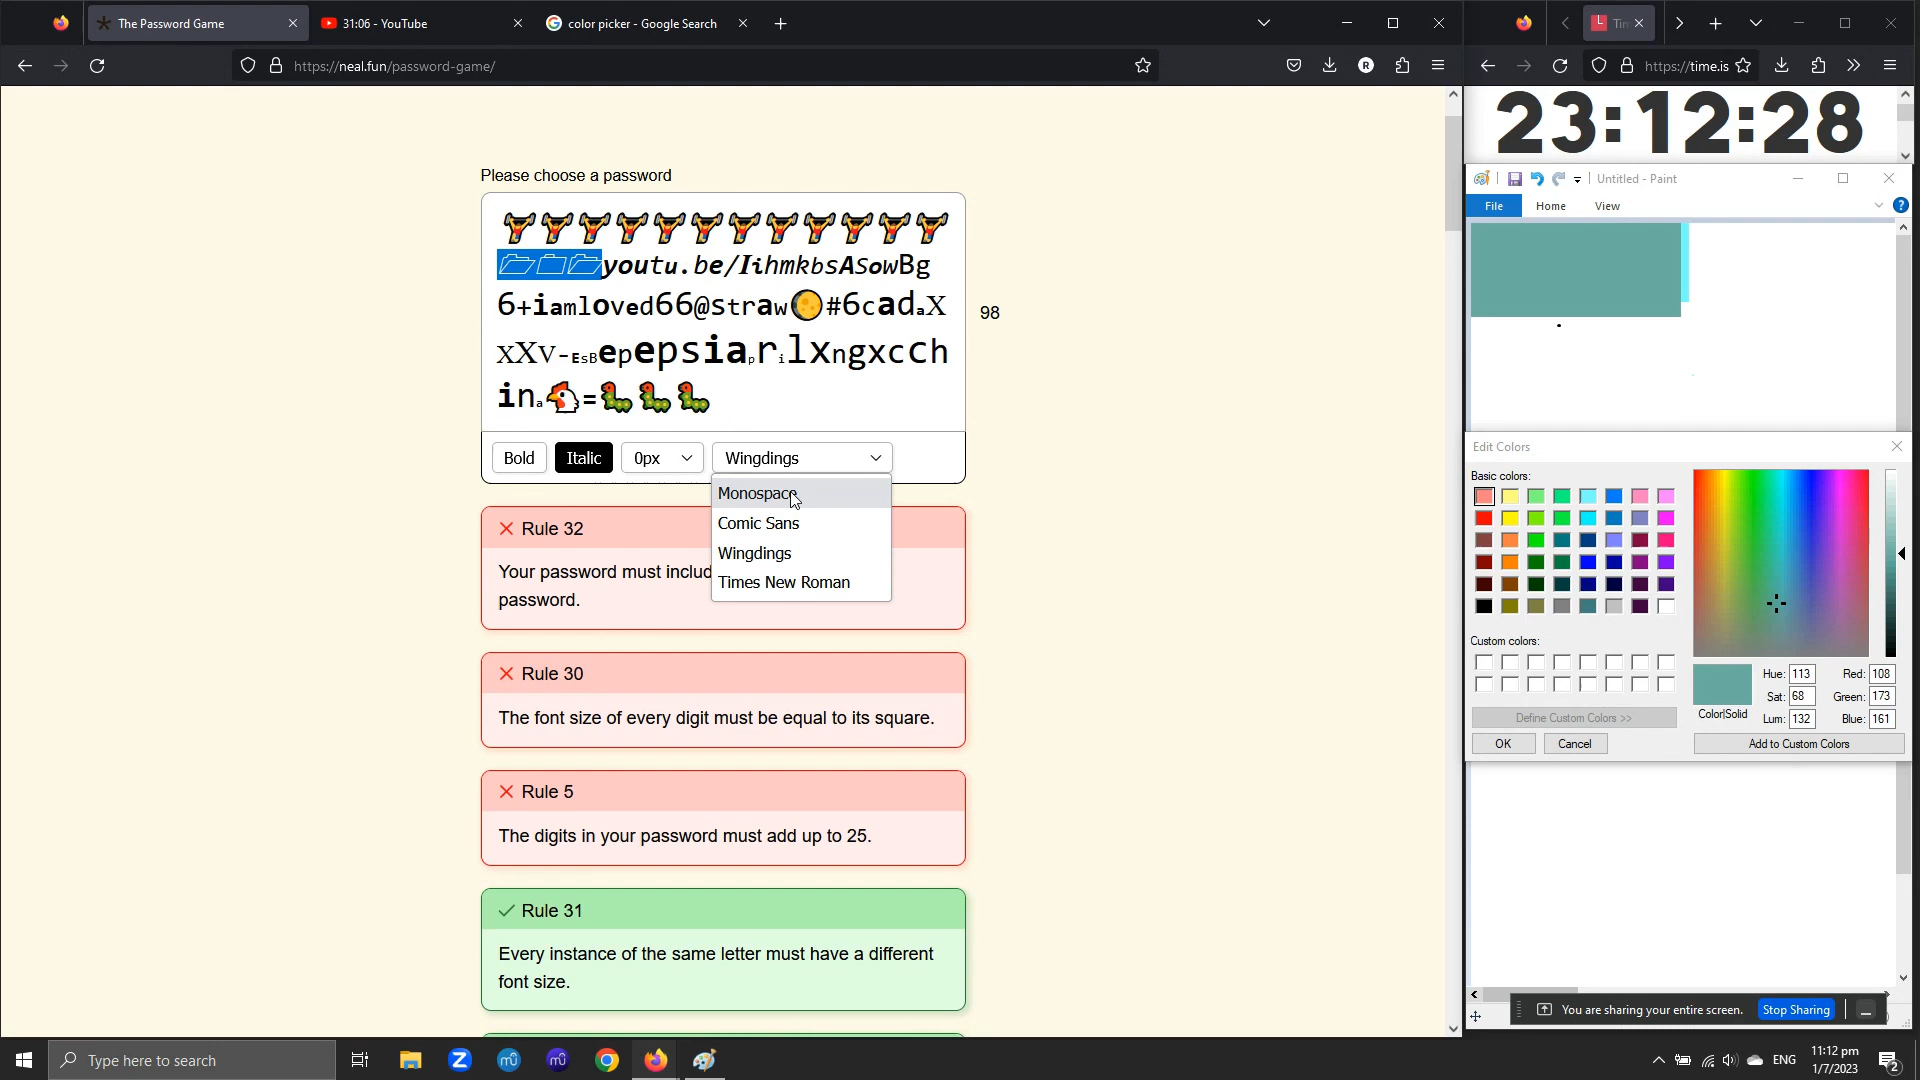 The Password Game
31:06 - YouTube
color picker - Google Search
https://neal.fun/password-game/
R
L Tin
https://time.is
23:12:28
Please choose a password
🏋🏋🏋🏋🏋🏋🏋🏋🏋🏋🏋🏋
🗁🗀🗁youtu.be/IihmkbsASowBg
6+iamloved66@straw🌕#6cadaX
XXV-EsBepepsiaprilxngxcch
ina🐔=🐛🐛🐛
98
Bold Italic 0px Wingdings
Monospace
Comic Sans
Wingdings
Times New Roman
Rule 32
Your password must includ
password.
Rule 30
The font size of every digit must be equal to its square.
Rule 5
The digits in your password must add up to 25.
Rule 31
Every instance of the same letter must have a different
font size.
Untitled - Paint
File Home View
Edit Colors
Basic colors:
Custom colors:
Define Custom Colors >>
OK Cancel
Color|Solid
Hue: 113 Red: 108
Sat: 68 Green: 173
Lum: 132 Blue: 161
Add to Custom Colors
You are sharing your entire screen. Stop Sharing
Type here to search
ENG
11:12 pm
1/7/2023
2